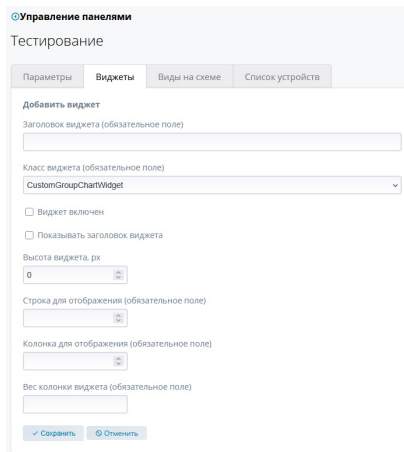 Управление панелями
Тестирование
Параметры Виджеты Виды на схеме Список устройств
Добавить виджет
Заголовок виджета (обязательное поле)
Класс виджета (обязательное поле)
CustomGroupChartWidget
Виджет включен
Показывать заголовок виджета
Высота виджета, px
0
Строка для отображения (обязательное поле)
Колонка для отображения (обязательное поле)
Вес колонки виджета (обязательное поле)
Сохранить Отменить